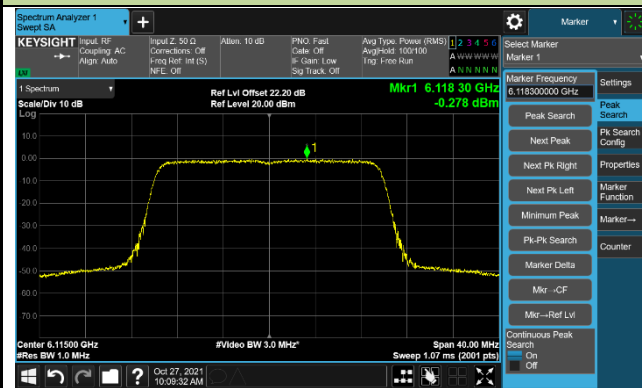 Spectrum Analyzer 1
Swept SA
+
Marker
KEYSIGHT
Input: RF
Coupling: AC
Align: Auto
Input Z: 50 Ω
Corrections: Off
Freq Ref: Int (S)
NFE: Off
Atten: 10 dB
PNO: Fast
Gate: Off
IF Gain: Low
Sig Track: Off
Avg Type: Power (RMS)
Avg|Hold: 100/100
Trig: Free Run
1 2 3 4 5 6
A W W W W W
A N N N N N
LXI
Select Marker
Marker 1
1 Spectrum
Scale/Div 10 dB
Log
Ref Lvl Offset 22.20 dB
Ref Level 20.00 dBm
Mkr1 6.118 30 GHz
-0.278 dBm
Marker Frequency
6.118300000 GHz
Settings
Peak Search
Peak
Search
Next Peak
Pk Search
Config
Next Pk Right
Properties
Next Pk Left
Marker
Function
Minimum Peak
Marker→
Pk-Pk Search
Counter
Marker Delta
Mkr→CF
Mkr→Ref Lvl
Continuous Peak
Search
On
Off
10.0
0.00
1
-10.0
-20.0
-30.0
-40.0
-50.0
-60.0
-70.0
Center 6.11500 GHz
#Res BW 1.0 MHz
#Video BW 3.0 MHz*
Span 40.00 MHz
Sweep 1.07 ms (2001 pts)
?
Oct 27, 2021
10:09:32 AM